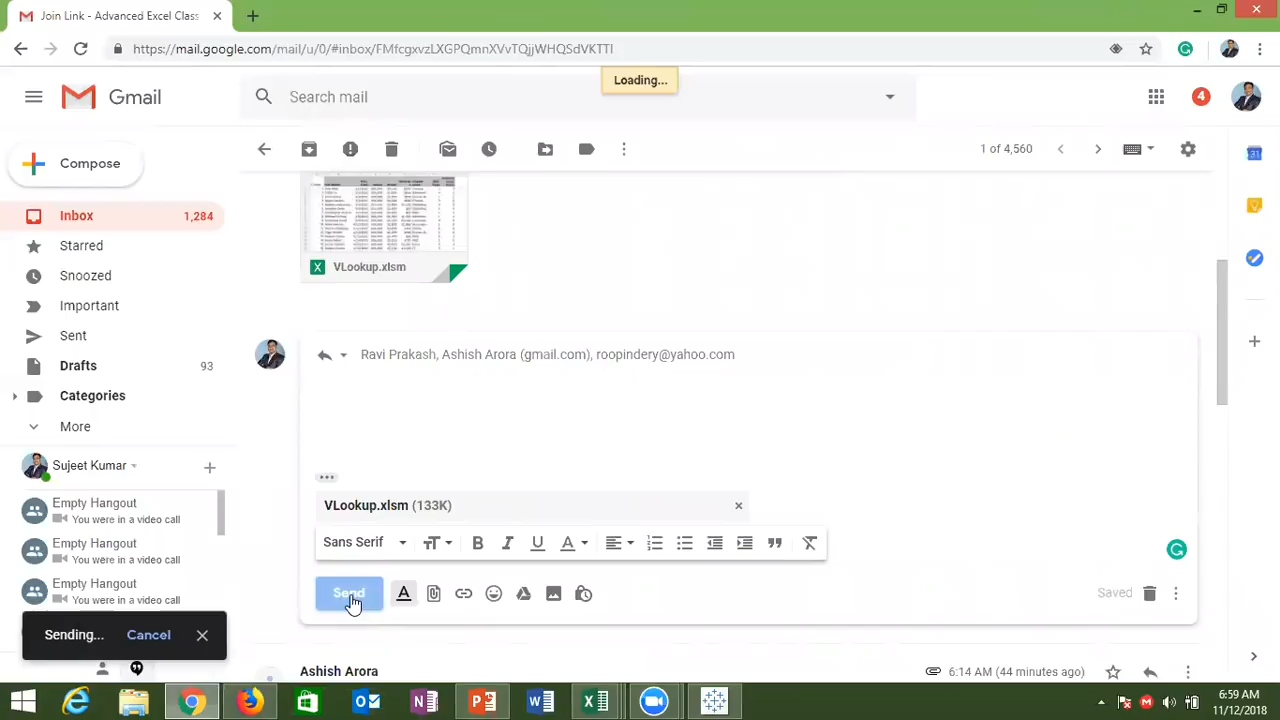 Join Link - Advanced Excel Class
https://mail.google.com/mail/u/0/#inbox/FMfcgxvzLXGPQmnXVvTQjjWHQSdVKTTl
Loading...
Gmail
Search mail
4
Compose
1 of 4,560
Inbox 1,284
Starred
Snoozed
Important
Sent
Drafts 93
Categories
More
VLookup.xlsm
Ravi Prakash, Ashish Arora (gmail.com), roopindery@yahoo.com
VLookup.xlsm (133K)
Sans Serif
Send
Saved
Sujeet Kumar
Empty Hangout
You were in a video call
Empty Hangout
You were in a video call
Empty Hangout
You were in a video call
Sending... Cancel
Ashish Arora
6:14 AM (44 minutes ago)
6:59 AM
11/12/2018